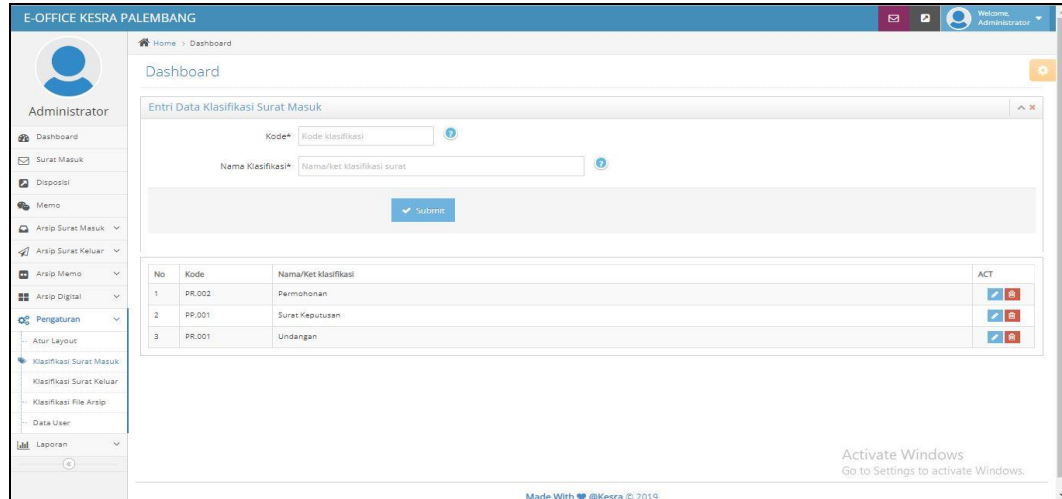 E-OFFICE KESRA PALEMBANG
Welcome,
Administrator
Home > Dashboard
Dashboard
Administrator
Dashboard
Surat Masuk
Disposisi
Memo
Arsip Surat Masuk
Arsip Surat Keluar
Arsip Memo
Arsip Digital
Pengaturan
Atur Layout
Klasifikasi Surat Masuk
Klasifikasi Surat Keluar
Klasifikasi File Arsip
Data User
Laporan
Entri Data Klasifikasi Surat Masuk
Kode* Kode klasifikasi
Nama Klasifikasi* Nama/ket klasifikasi surat
Submit
No Kode Nama/Ket klasifikasi ACT
1 PR.002 Permohonan
2 PP.001 Surat Keputusan
3 PR.001 Undangan
Activate Windows
Go to Settings to activate Windows.
Made With @Kesra © 2019